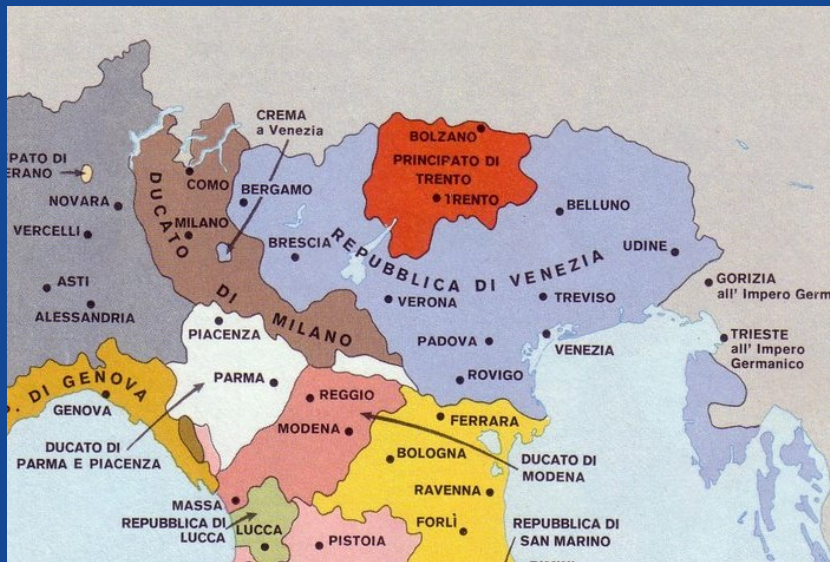 CREMA
a Venezia
BOLZANO
PRINCIPATO DI
TRENTO
TRENTO
IPATO DI
ERANO
COMO
BERGAMO
NOVARA
BELLUNO
DUCATO DI MILANO
MILANO
VERCELLI
BRESCIA
REPUBBLICA DI VENEZIA
UDINE
ASTI
GORIZIA
all' Impero Germ
VERONA
TREVISO
ALESSANDRIA
PIACENZA
PADOVA
VENEZIA
TRIESTE
all' Impero
Germanico
PARMA
ROVIGO
. DI GENOVA
REGGIO
GENOVA
FERRARA
MODENA
DUCATO DI
PARMA E PIACENZA
BOLOGNA
DUCATO DI
MODENA
RAVENNA
MASSA
REPUBBLICA DI
LUCCA
LUCCA
FORLÌ
REPUBBLICA DI
SAN MARINO
PISTOIA